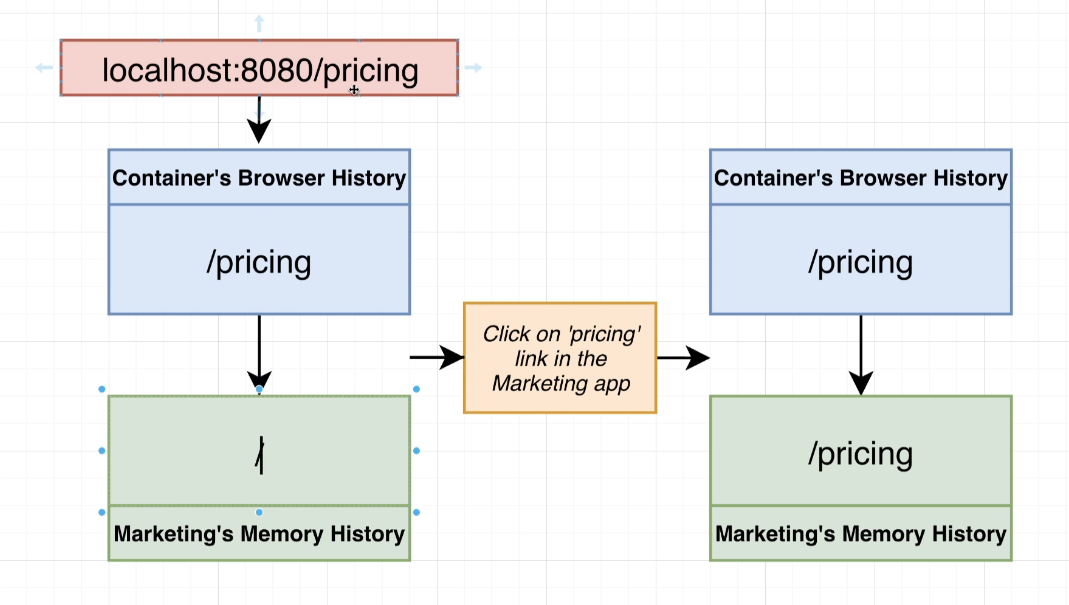 localhost:8080/pricing
Container's Browser History
/pricing
/
Marketing's Memory History
Click on 'pricing'
link in the
Marketing app
Container's Browser History
/pricing
/pricing
Marketing's Memory History